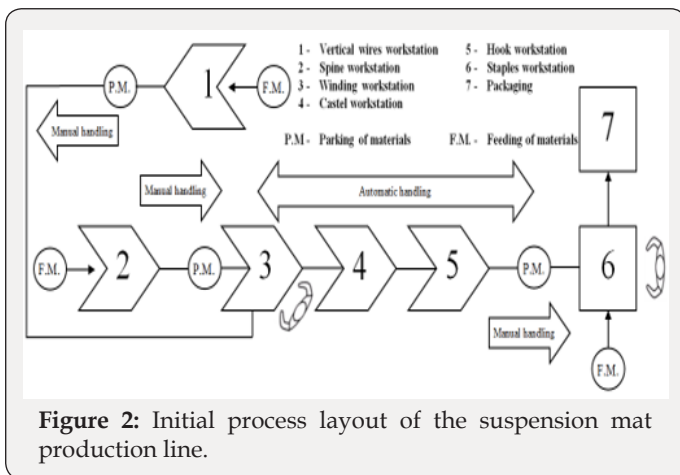 1 - Vertical wires workstation
2 - Spine workstation
3 - Winding workstation
4 - Castel workstation
5 - Hook workstation
6 - Staples workstation
7 - Packaging
P.M - Parking of materials
F.M. - Feeding of materials
P.M.
1
F.M.
7
Manual handling
Manual handling
Automatic handling
F.M.
2
P.M.
3
4
5
P.M.
6
Manual handling
F.M.
Figure 2: Initial process layout of the suspension mat
production line.